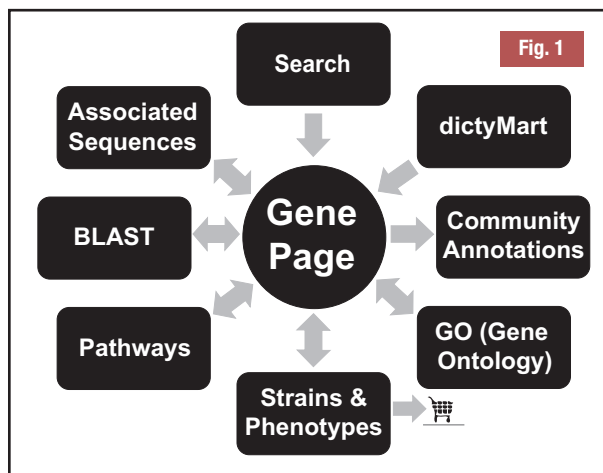 Fig. 1
Search
Associated
Sequences
dictyMart
BLAST
Gene
Page
Community
Annotations
Pathways
GO (Gene
Ontology)
Strains &
Phenotypes